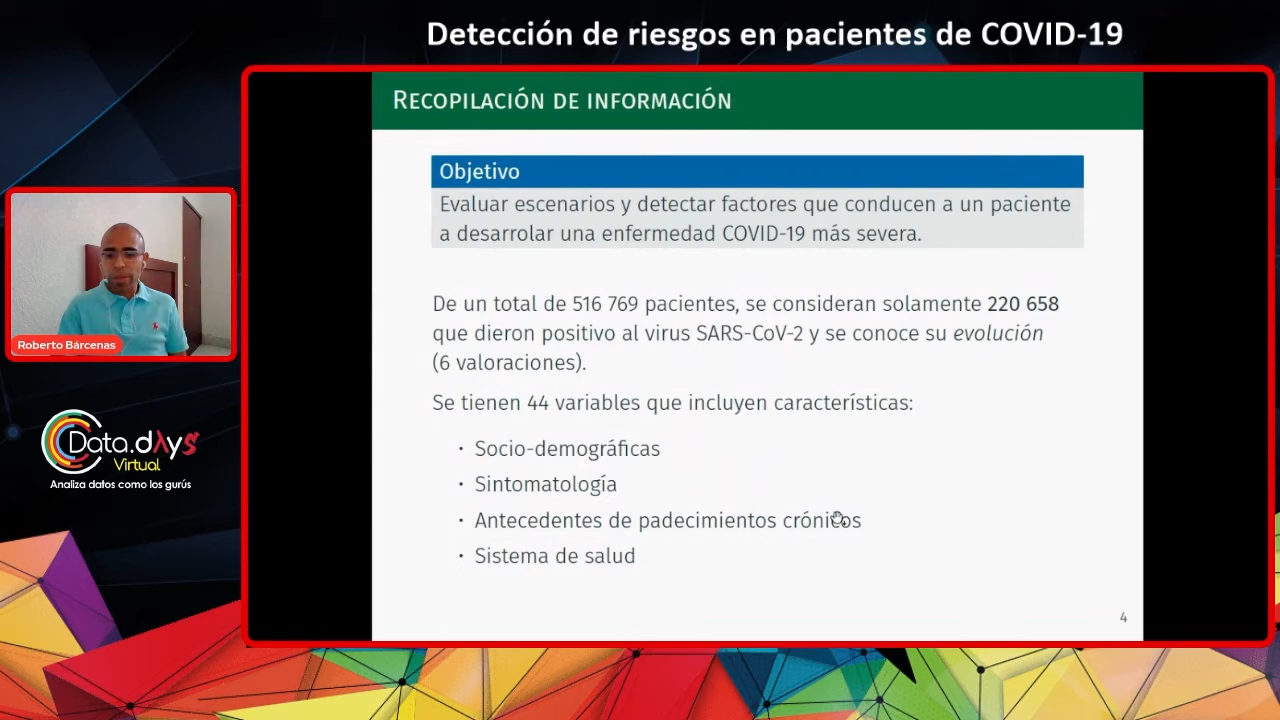 Detección de riesgos en pacientes de COVID-19
RECOPILACIÓN DE INFORMACIÓN
Objetivo
Evaluar escenarios y detectar factores que conducen a un paciente
a desarrolar una enfermedad COVID-19 más severa.
De un total de 516 769 pacientes, se consideran solamente 220 658
que dieron positivo al virus SARS-CoV-2 y se conoce su evolución
(6 valoraciones).
Se tienen 44 variables que incluyen características:
· Socio-demográficas
· Sintomatología
· Antecedentes de padecimientos crónicos
· Sistema de salud
4
Roberto Bárcenas
Data.dAys
Virtual
Analiza datos como los gurús